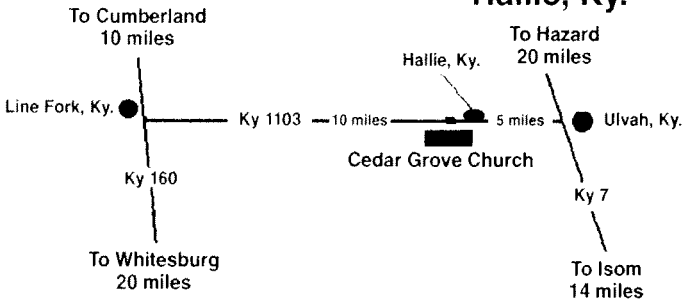 Hallie, Ky.
To Cumberland
10 miles
To Hazard
20 miles
Hallie, Ky.
Line Fork, Ky.
Ky 1103
10 miles
5 miles
Ulvah, Ky.
Cedar Grove Church
Ky 160
Ky 7
To Whitesburg
20 miles
To Isom
14 miles